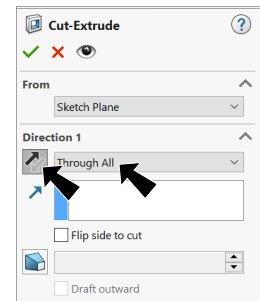 Cut-Extrude
?
From
Sketch Plane
Direction 1
Through All
Flip side to cut
Draft outward